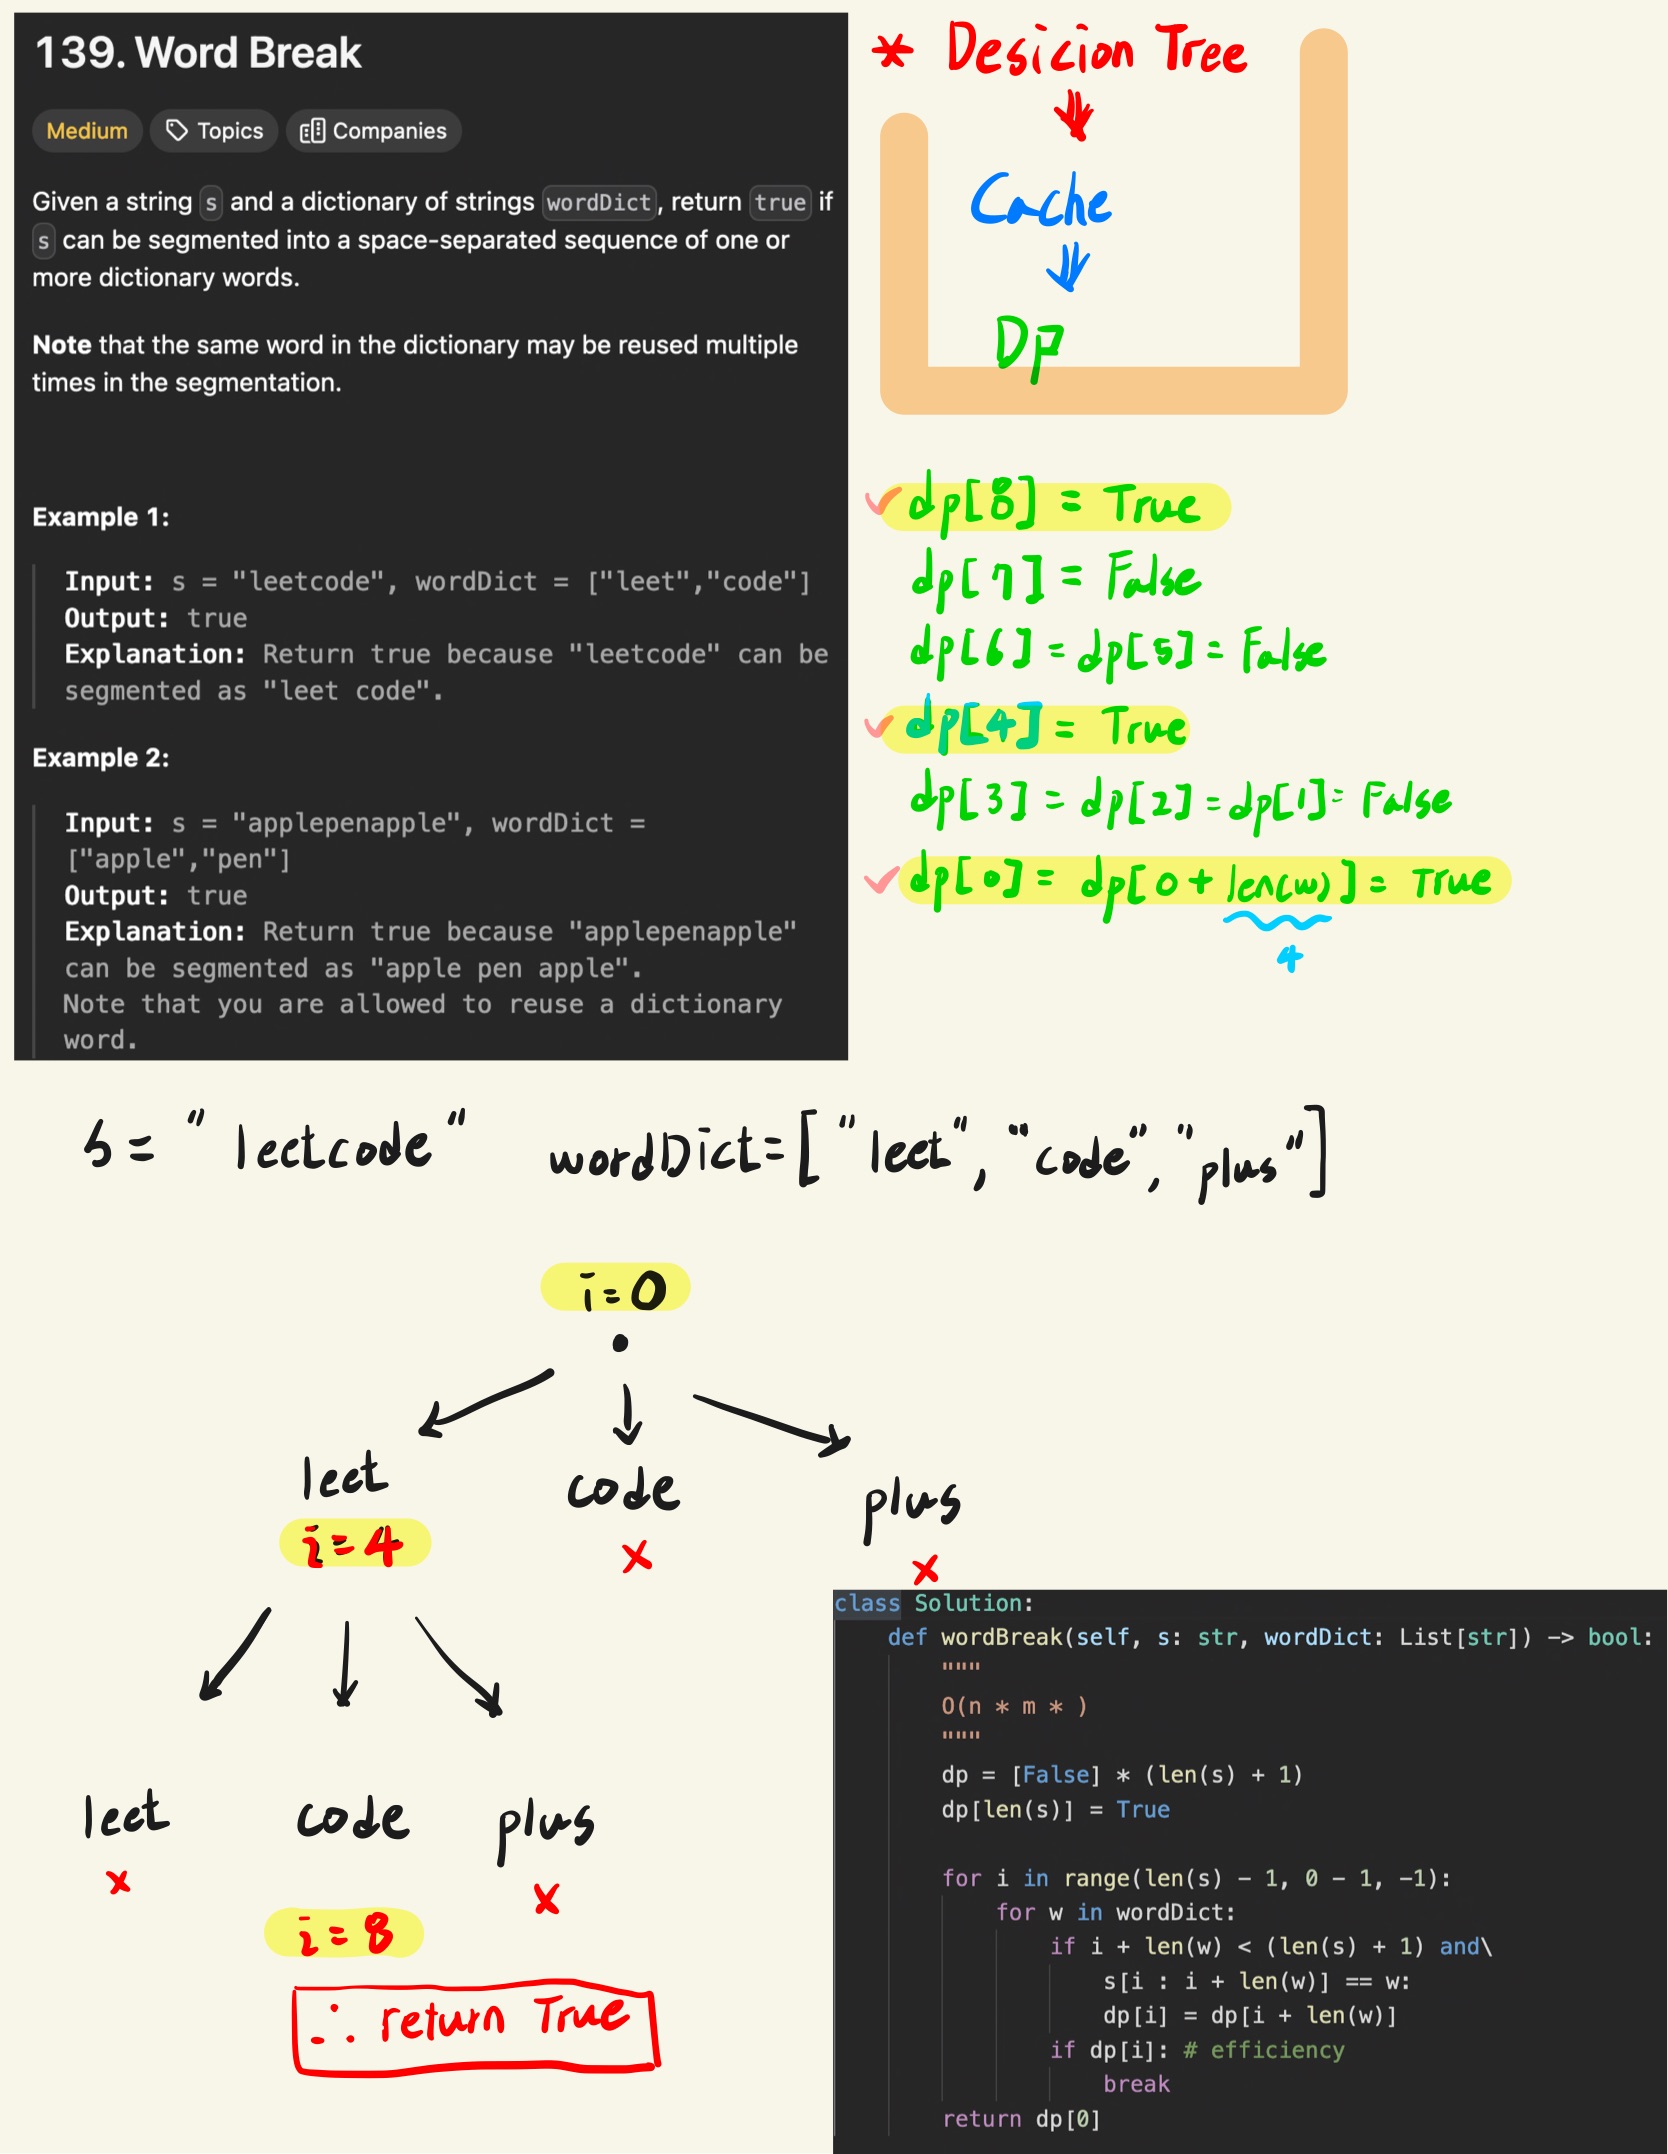 139. Word Break
Medium Topics Companies
Given a string s and a dictionary of strings wordDict, return true if
s can be segmented into a space-separated sequence of one or
more dictionary words.
Note that the same word in the dictionary may be reused multiple
times in the segmentation.
Example 1:
Input: s = "leetcode", wordDict = ["leet","code"]
Output: true
Explanation: Return true because "leetcode" can be
segmented as "leet code".
Example 2:
Input: s = "applepenapple", wordDict =
["apple","pen"]
Output: true
Explanation: Return true because "applepenapple"
can be segmented as "apple pen apple".
Note that you are allowed to reuse a dictionary
word.
* Desicion Tree
Cache
Dp
dp[8] = True
dp[7] = False
dp[6] = dp[5] = False
dp[4] = True
dp[3] = dp[2] = dp[1] = False
dp[0] = dp[0 + len(w)] = True
4
s = "leetcode" wordDict = ["leet", "code", "plus"]
i = 0
leet code plus
i = 4 x x
leet code plus
x x
i = 8
∴ return True
class Solution:
def wordBreak(self, s: str, wordDict: List[str]) -> bool:
"""
O(n * m * )
"""
dp = [False] * (len(s) + 1)
dp[len(s)] = True
for i in range(len(s) - 1, 0 - 1, -1):
for w in wordDict:
if i + len(w) < (len(s) + 1) and\
s[i : i + len(w)] == w:
dp[i] = dp[i + len(w)]
if dp[i]: # efficiency
break
return dp[0]